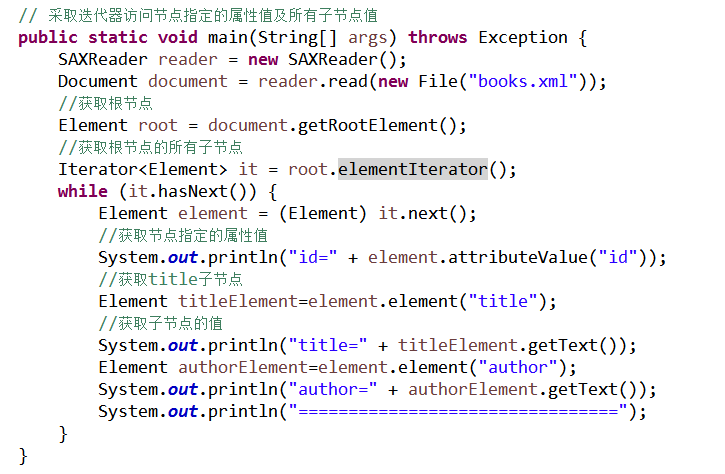 // 采取迭代器访问节点指定的属性值及所有子节点值
public static void main(String[] args) throws Exception {
    SAXReader reader = new SAXReader();
    Document document = reader.read(new File("books.xml"));
    //获取根节点
    Element root = document.getRootElement();
    //获取根节点的所有子节点
    Iterator<Element> it = root.elementIterator();
    while (it.hasNext()) {
        Element element = (Element) it.next();
        //获取节点指定的属性值
        System.out.println("id=" + element.attributeValue("id"));
        //获取title子节点
        Element titleElement=element.element("title");
        //获取子节点的值
        System.out.println("title=" + titleElement.getText());
        Element authorElement=element.element("author");
        System.out.println("author=" + authorElement.getText());
        System.out.println("================================");
    }
}